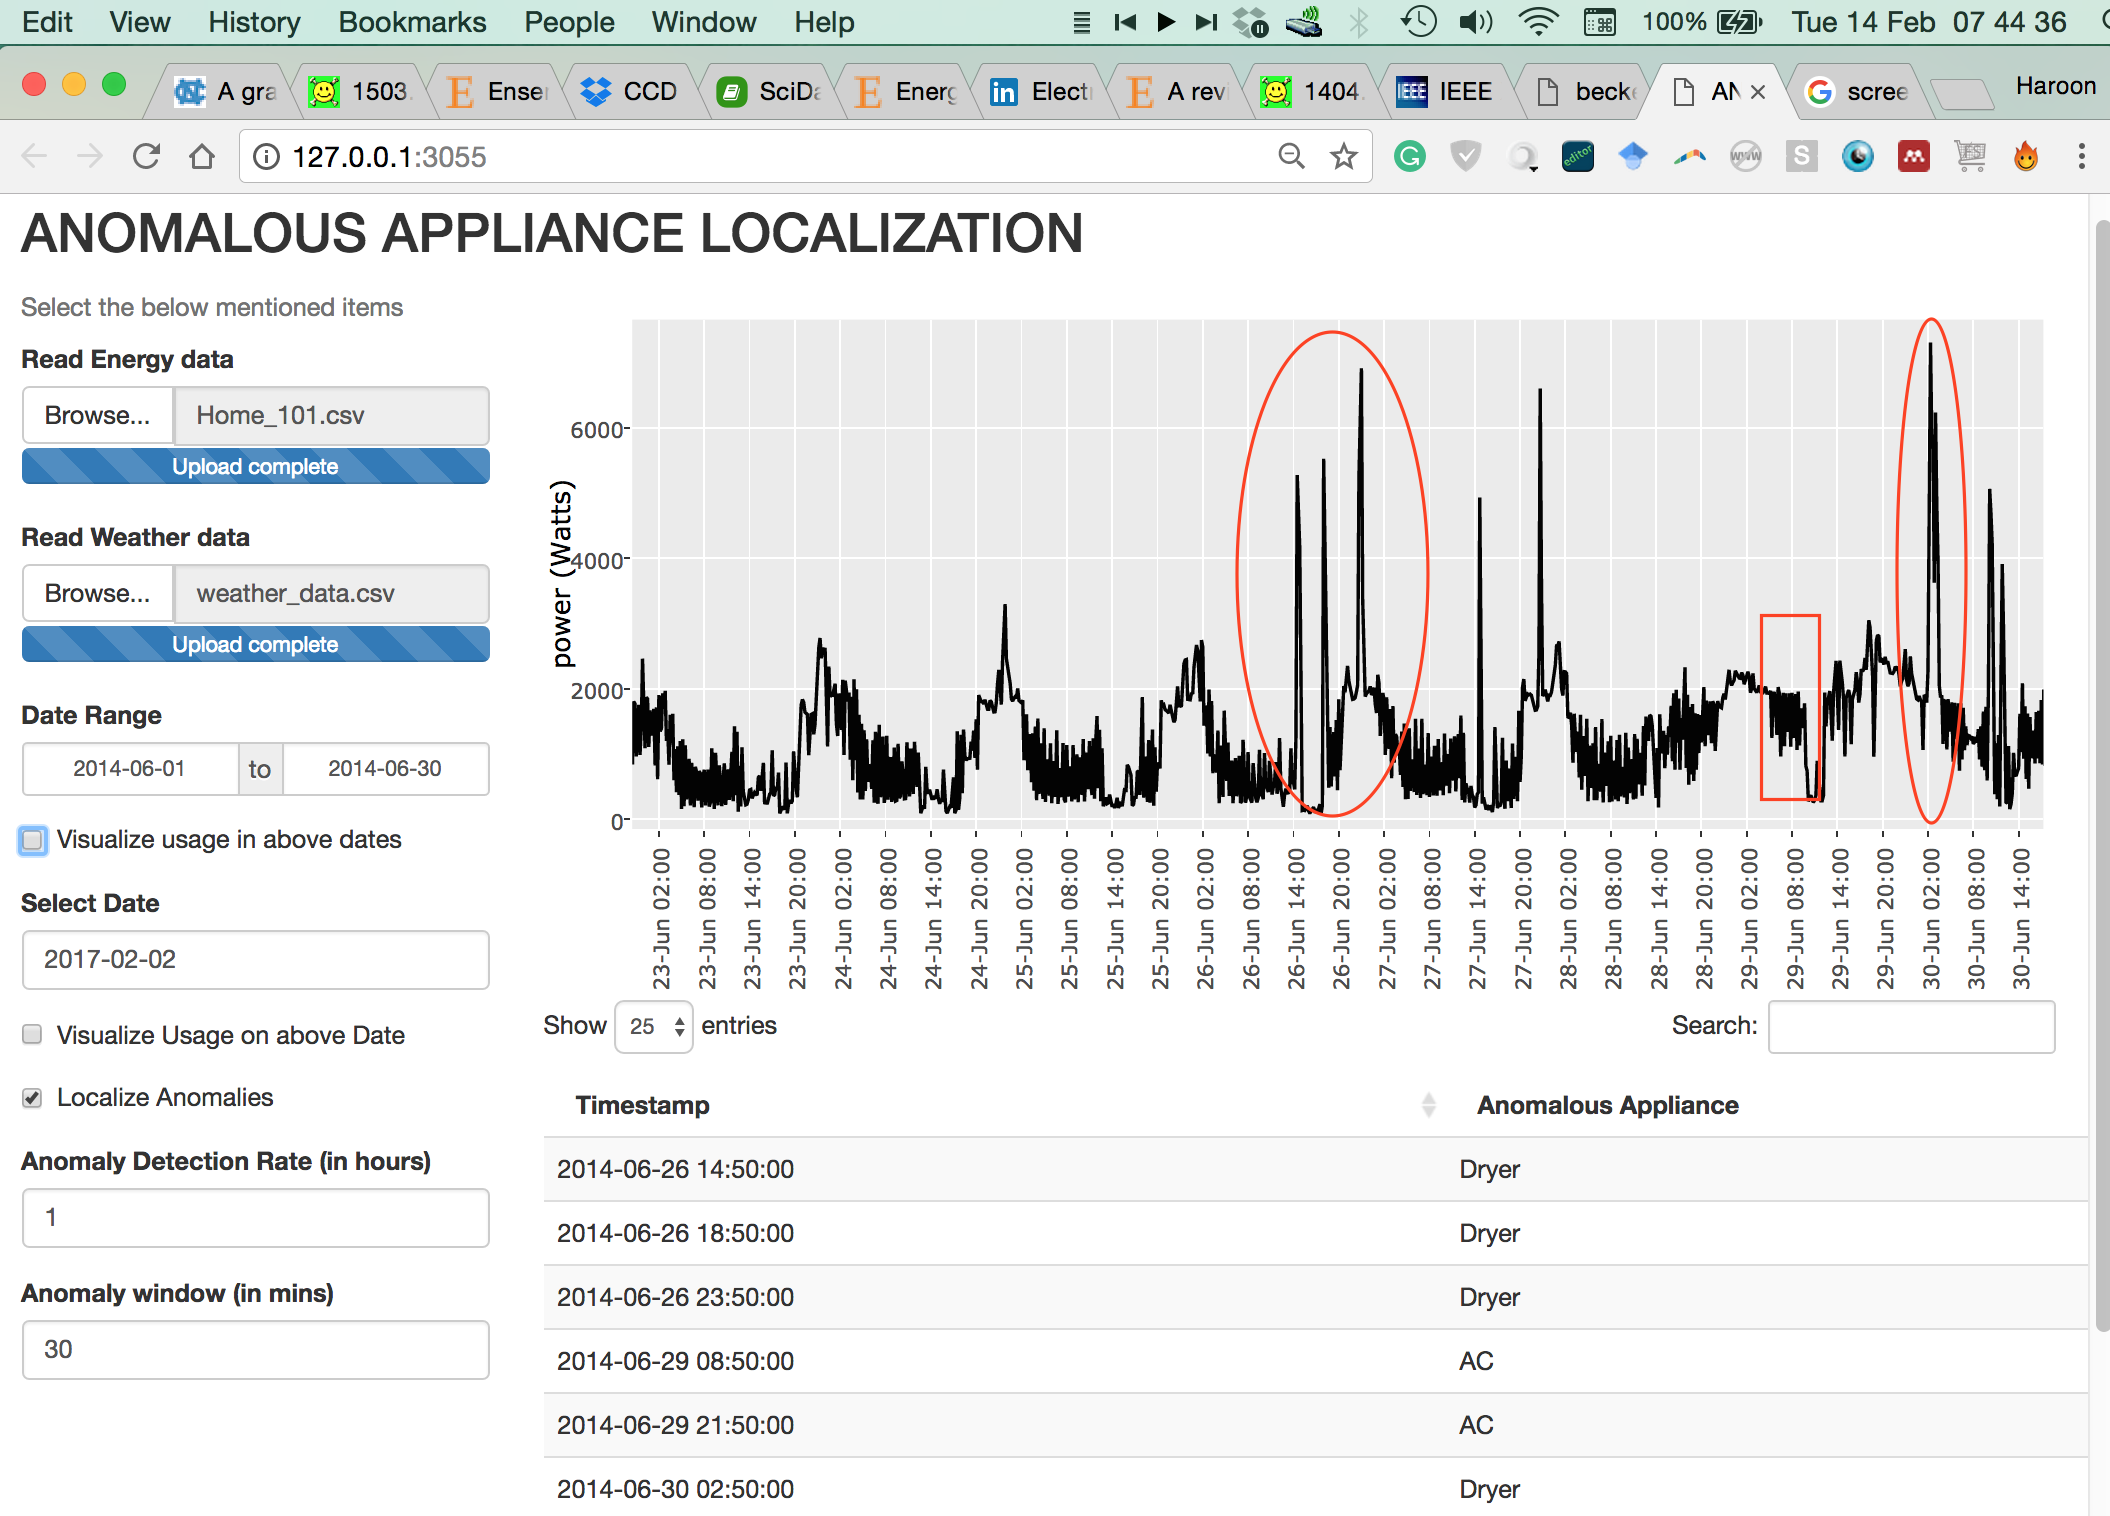 Edit View History Bookmarks People Window Help 100% Tue 14 Feb 07 44 36
A gra 1503. Enser CCD SciDa Energ in Electr A revi 1404. IEEE IEEE becke AN scree Haroon
127.0.0.1:3055 editor www S
ANOMALOUS APPLIANCE LOCALIZATION
Select the below mentioned items
Read Energy data
Browse... Home_101.csv
Upload complete
Read Weather data
Browse... weather_data.csv
Upload complete
Date Range
2014-06-01 to 2014-06-30
Visualize usage in above dates
Select Date
2017-02-02
Visualize Usage on above Date
Localize Anomalies
Anomaly Detection Rate (in hours)
1
Anomaly window (in mins)
30
power (Watts)
6000
4000
2000
0
23-Jun 02:00
23-Jun 08:00
23-Jun 14:00
23-Jun 20:00
24-Jun 02:00
24-Jun 08:00
24-Jun 14:00
24-Jun 20:00
25-Jun 02:00
25-Jun 08:00
25-Jun 14:00
25-Jun 20:00
26-Jun 02:00
26-Jun 08:00
26-Jun 14:00
26-Jun 20:00
27-Jun 02:00
27-Jun 08:00
27-Jun 14:00
27-Jun 20:00
28-Jun 02:00
28-Jun 08:00
28-Jun 14:00
28-Jun 20:00
29-Jun 02:00
29-Jun 08:00
29-Jun 14:00
29-Jun 20:00
30-Jun 02:00
30-Jun 08:00
30-Jun 14:00
Show 25 entries Search:
Timestamp Anomalous Appliance
2014-06-26 14:50:00 Dryer
2014-06-26 18:50:00 Dryer
2014-06-26 23:50:00 Dryer
2014-06-29 08:50:00 AC
2014-06-29 21:50:00 AC
2014-06-30 02:50:00 Dryer